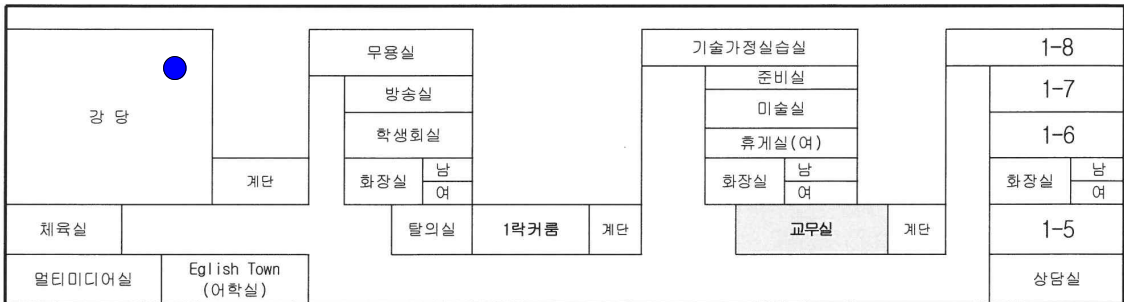 무용실
기술가정실습실
1-8
준비실
방송실
1-7
강 당
미술실
학생회실
1-6
휴게실(여)
계단
화장실
남
여
화장실
남
여
화장실
남
여
체육실
탈의실
1락커룸
계단
교무실
계단
1-5
멀티미디어실
Eglish Town
(어학실)
상담실